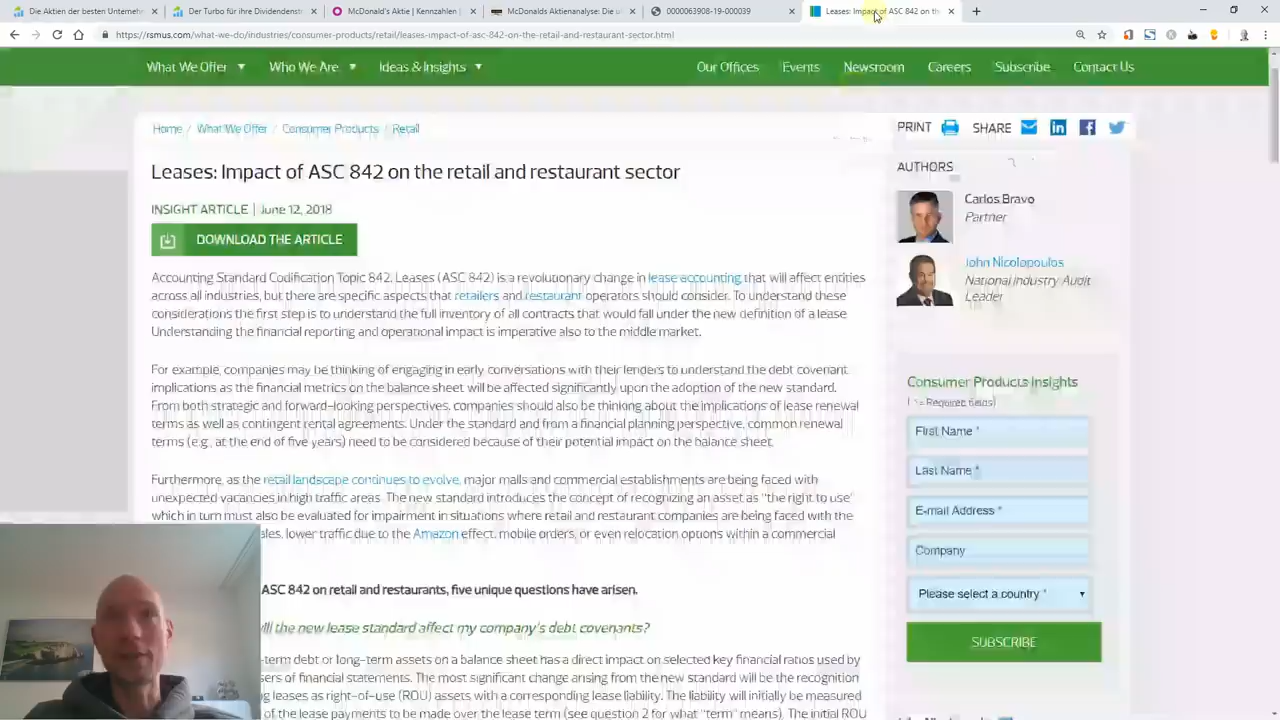 Die Aktien der besten Unternehm
Der Turbo für ihre Dividendenst
McDonald's Aktie | Kennzahlen |
McDonalds Aktienanalyse: Die u
0000063908-19-000039
Leases: Impact of ASC 842 on th
https://rsmus.com/what-we-do/industries/consumer-products/retail/leases-impact-of-asc-842-on-the-retail-and-restaurant-sector.html
What We Offer
Who We Are
Ideas & Insights
Our Offices
Events
Newsroom
Careers
Subscribe
Contact Us
Home / What We Offer / Consumer Products / Retail
PRINT
SHARE
Leases: Impact of ASC 842 on the retail and restaurant sector
INSIGHT ARTICLE | June 12, 2018
DOWNLOAD THE ARTICLE
Accounting Standard Codification Topic 842, Leases (ASC 842) is a revolutionary change in lease accounting that will affect entities
across all industries, but there are specific aspects that retailers and restaurant operators should consider. To understand these
considerations the first step is to understand the full inventory of all contracts that would fall under the new definition of a lease
Understanding the financial reporting and operational impact is imperative also to the middle market.
For example, companies may be thinking of engaging in early conversations with their lenders to understand the debt covenant
implications as the financial metrics on the balance sheet will be affected significantly upon the adoption of the new standard.
From both strategic and forward-looking perspectives, companies should also be thinking about the implications of lease renewal
terms as well as contingent rental agreements. Under the standard and from a financial planning perspective, common renewal
terms (e.g., at the end of five years) need to be considered because of their potential impact on the balance sheet.
Furthermore, as the retail landscape continues to evolve, major malls and commercial establishments are being faced with
unexpected vacancies in high traffic areas. The new standard introduces the concept of recognizing an asset as "the right to use"
which in turn must also be evaluated for impairment in situations where retail and restaurant companies are being faced with the
ales, lower traffic due to the Amazon effect, mobile orders, or even relocation options within a commercial
ASC 842 on retail and restaurants, five unique questions have arisen.
ill the new lease standard affect my company's debt covenants?
-term debt or long-term assets on a balance sheet has a direct impact on selected key financial ratios used by
sers of financial statements. The most significant change arising from the new standard will be the recognition
g leases as right-of-use (ROU) assets with a corresponding lease liability. The liability will initially be measured
of the lease payments to be made over the lease term (see question 2 for what "term" means). The initial ROU
AUTHORS
Carlos Bravo
Partner
John Nicolopoulos
National Industry Audit
Leader
Consumer Products Insights
Required fields)
First Name *
Last Name *
E-mail Address *
Company
Please select a country *
SUBSCRIBE